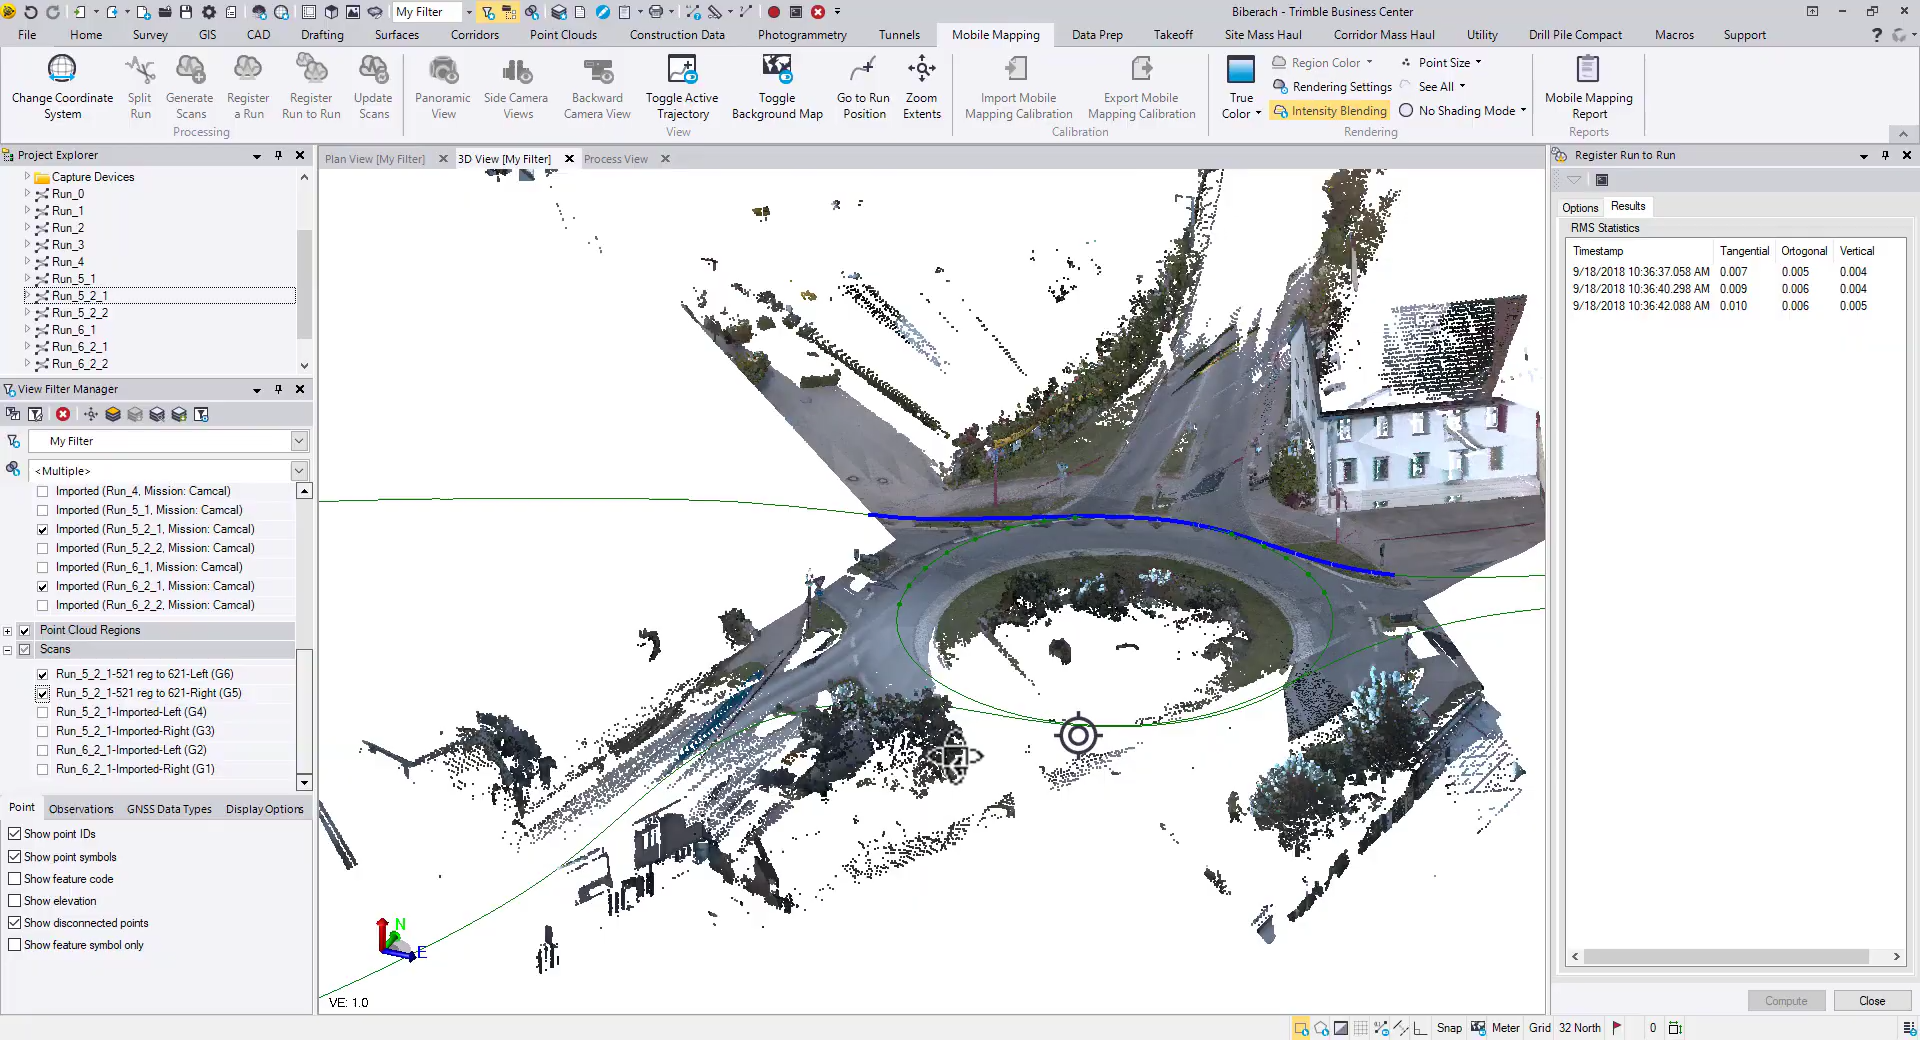 My Filter
Biberach - Trimble Business Center
File Home Survey GIS CAD Drafting Surfaces Corridors Point Clouds Construction Data Photogrammetry Tunnels Mobile Mapping Data Prep Takeoff Site Mass Haul Corridor Mass Haul Utility Drill Pile Compact Macros Support
Change Coordinate System
Split Run
Generate Scans
Register a Run
Register Run to Run
Update Scans
Processing
Panoramic View
Side Camera Views
Backward Camera View
Toggle Active Trajectory
Toggle Background Map
Go to Run Position
Zoom Extents
View
Import Mobile Mapping Calibration
Export Mobile Mapping Calibration
Calibration
True Color
Region Color
Rendering Settings
Intensity Blending
Point Size
See All
No Shading Mode
Rendering
Mobile Mapping Report
Reports
Project Explorer
Capture Devices
Run_0
Run_1
Run_2
Run_3
Run_4
Run_5_1
Run_5_2_1
Run_5_2_2
Run_6_1
Run_6_2_1
Run_6_2_2
View Filter Manager
My Filter
<Multiple>
Imported (Run_4, Mission: Camcal)
Imported (Run_5_1, Mission: Camcal)
Imported (Run_5_2_1, Mission: Camcal)
Imported (Run_5_2_2, Mission: Camcal)
Imported (Run_6_1, Mission: Camcal)
Imported (Run_6_2_1, Mission: Camcal)
Imported (Run_6_2_2, Mission: Camcal)
Point Cloud Regions
Scans
Run_5_2_1-521 reg to 621-Left (G6)
Run_5_2_1-521 reg to 621-Right (G5)
Run_5_2_1-Imported-Left (G4)
Run_5_2_1-Imported-Right (G3)
Run_6_2_1-Imported-Left (G2)
Run_6_2_1-Imported-Right (G1)
Point Observations GNSS Data Types Display Options
Show point IDs
Show point symbols
Show feature code
Show elevation
Show disconnected points
Show feature symbol only
Plan View [My Filter] 3D View [My Filter] Process View
N
E
VE: 1.0
Register Run to Run
Options Results
RMS Statistics
Timestamp Tangential Ortogonal Vertical
9/18/2018 10:36:37.058 AM 0.007 0.005 0.004
9/18/2018 10:36:40.298 AM 0.009 0.006 0.004
9/18/2018 10:36:42.088 AM 0.010 0.006 0.005
Compute Close
Snap Meter Grid 32 North 0